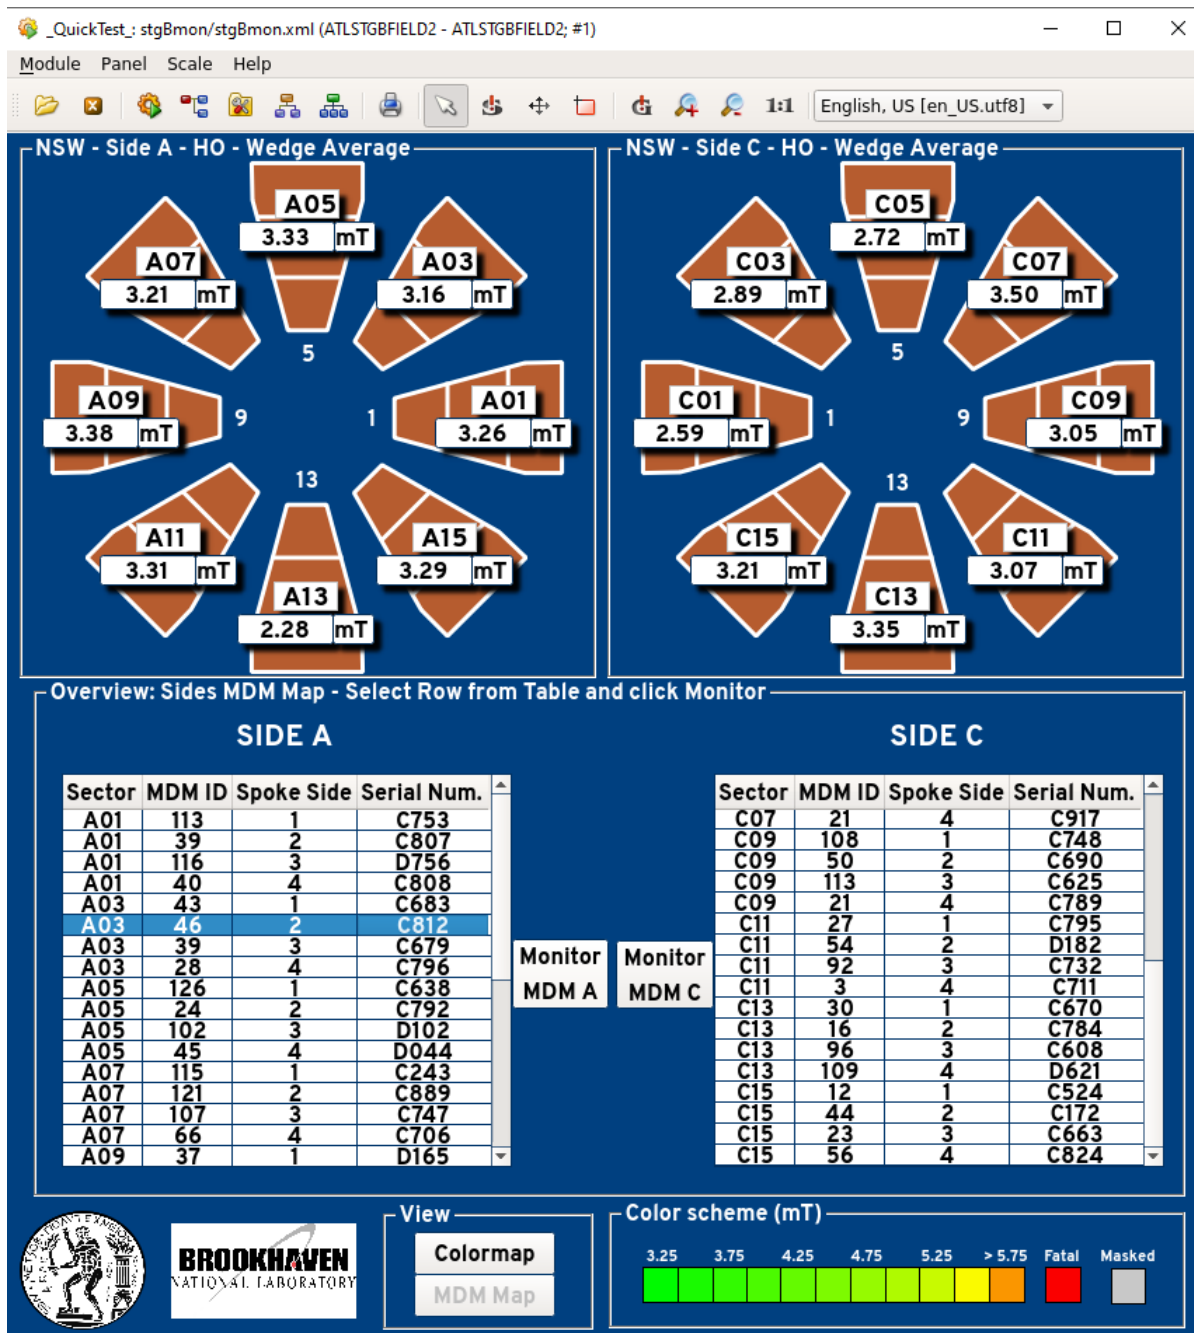 _QuickTest_: stgBmon/stgBmon.xml (ATLSTGBFIELD2 - ATLSTGBFIELD2; #1)
Module Panel Scale Help
1:1 English, US [en_US.utf8]
NSW - Side A - HO - Wedge Average
A05
3.33 mT
A07
3.21 mT
A03
3.16 mT
5
A09
3.38 mT
9
1
A01
3.26 mT
13
A11
3.31 mT
A15
3.29 mT
A13
2.28 mT
NSW - Side C - HO - Wedge Average
C05
2.72 mT
C03
2.89 mT
C07
3.50 mT
5
C01
2.59 mT
1
9
C09
3.05 mT
13
C15
3.21 mT
C11
3.07 mT
C13
3.35 mT
Overview: Sides MDM Map - Select Row from Table and click Monitor
SIDE A
Sector MDM ID Spoke Side Serial Num.
A01 113 1 C753
A01 39 2 C807
A01 116 3 D756
A01 40 4 C808
A03 43 1 C683
A03 46 2 C812
A03 39 3 C679
A03 28 4 C796
A05 126 1 C638
A05 24 2 C792
A05 102 3 D102
A05 45 4 D044
A07 115 1 C243
A07 121 2 C889
A07 107 3 C747
A07 66 4 C706
A09 37 1 D165
Monitor
MDM A
Monitor
MDM C
SIDE C
Sector MDM ID Spoke Side Serial Num.
C07 21 4 C917
C09 108 1 C748
C09 50 2 C690
C09 113 3 C625
C09 21 4 C789
C11 27 1 C795
C11 54 2 D182
C11 92 3 C732
C11 3 4 C711
C13 30 1 C670
C13 16 2 C784
C13 96 3 C608
C13 109 4 D621
C15 12 1 C524
C15 44 2 C172
C15 23 3 C663
C15 56 4 C824
BROOKHAVEN
NATIONAL LABORATORY
View
Colormap
MDM Map
Color scheme (mT)
3.25 3.75 4.25 4.75 5.25 > 5.75 Fatal Masked